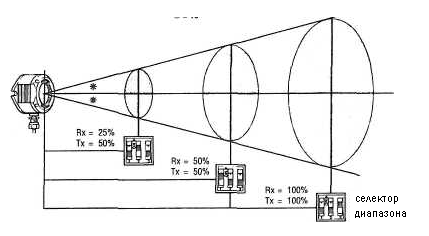 Rx = 25%
Tx = 50%
Rx = 50%
Tx = 50%
Rx = 100%
Tx = 100%
селектор
диапазона